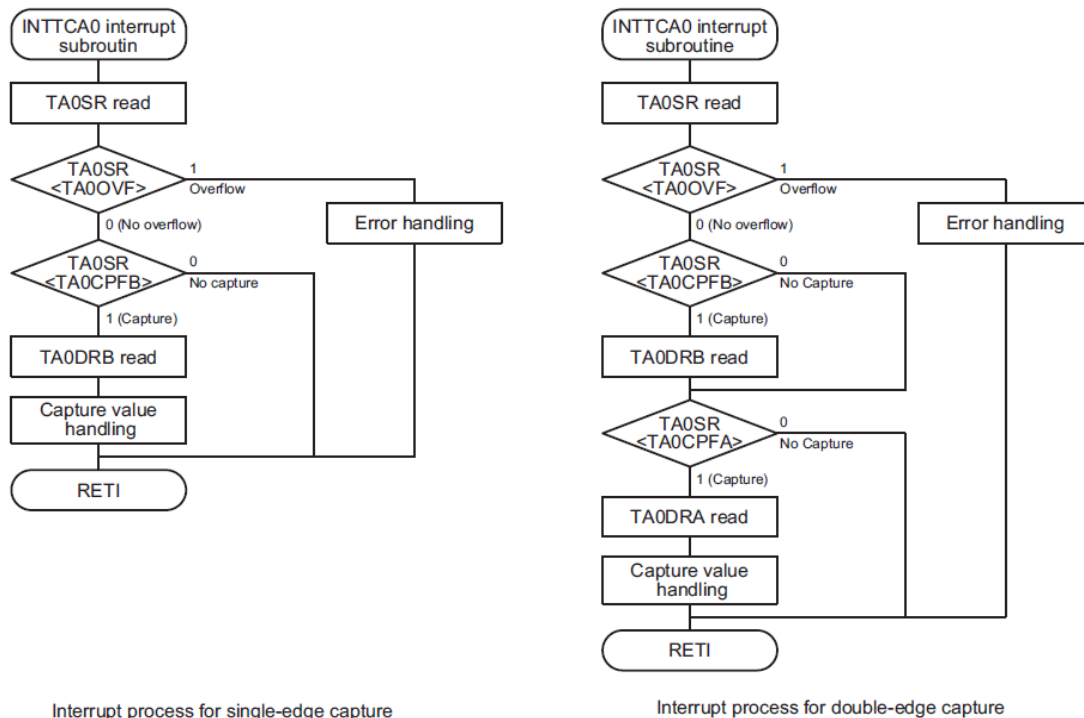 INTTCA0 interrupt
subroutin
TA0SR read
TA0SR
<TA0OVF>
1
Overflow
0 (No overflow)
Error handling
TA0SR
<TA0CPFB>
0
No capture
1 (Capture)
TA0DRB read
Capture value
handling
RETI
Interrupt process for single-edge capture
INTTCA0 interrupt
subroutine
TA0SR read
TA0SR
<TA0OVF>
1
Overflow
0 (No overflow)
Error handling
TA0SR
<TA0CPFB>
0
No Capture
1 (Capture)
TA0DRB read
TA0SR
<TA0CPFA>
0
No Capture
1 (Capture)
TA0DRA read
Capture value
handling
RETI
Interrupt process for double-edge capture